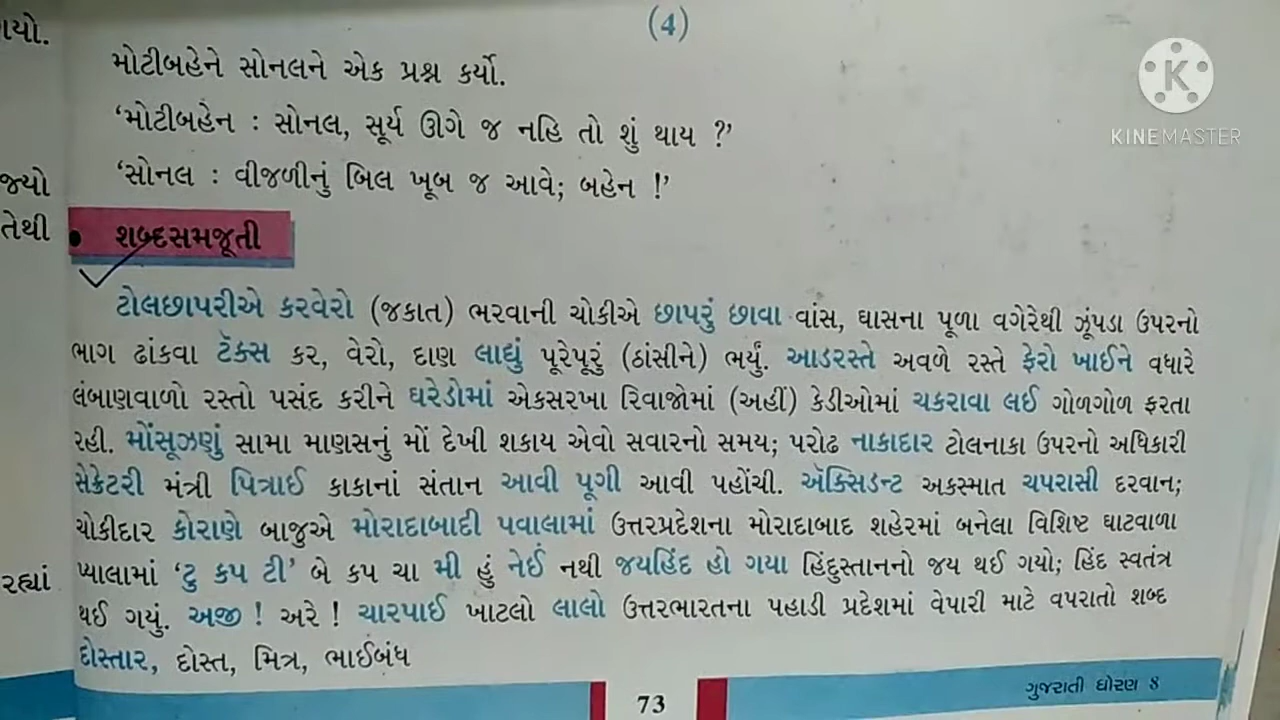 ગયો.
(4)
મોટીબહેને સોનલને એક પ્રશ્ન કર્યો.
‘મોટીબહેન : સોનલ, સૂર્ય ઊગે જ નહિ તો શું થાય ?’
‘સોનલ : વીજળીનું બિલ ખૂબ જ આવે; બહેન !’
જ્યો
તેથી
• શબ્દસમજૂતી
ટોલછાપરીએ કરવેરો (જકાત) ભરવાની ચોકીએ છાપરું છાવા વાંસ, ઘાસના પૂળા વગેરેથી ઝૂંપડા ઉપરનો
ભાગ ઢાંકવા ટૅક્સ કર, વેરો, દાણ લાદ્યું પૂરેપૂરું (ઠાંસીને) ભર્યું. આડરસ્તે અવળે રસ્તે ફેરો ખાઈને વધારે
લંબાણવાળો રસ્તો પસંદ કરીને ઘરેડોમાં એકસરખા રિવાજોમાં (અહીં) કેડીઓમાં ચકરાવા લઈ ગોળગોળ ફરતા
રહી. મોંસૂઝણું સામા માણસનું મોં દેખી શકાય એવો સવારનો સમય; પરોઢ નાકાદાર ટોલનાકા ઉપરનો અધિકારી
સેક્રેટરી મંત્રી પિત્રાઈ કાકાનાં સંતાન આવી પૂગી આવી પહોંચી. ઍક્સિડન્ટ અકસ્માત ચપરાસી દરવાન;
ચોકીદાર કોરાણે બાજુએ મોરાદાબાદી પવાલામાં ઉત્તરપ્રદેશના મોરાદાબાદ શહેરમાં બનેલા વિશિષ્ટ ઘાટવાળા
રહ્યાં
પ્યાલામાં ‘ટુ કપ ટી’ બે કપ ચા મી હું નેઈં નથી જયહિંદ હો ગયા હિંદુસ્તાનનો જય થઈ ગયો; હિંદ સ્વતંત્ર
થઈ ગયું. અજી ! અરે ! ચારપાઈ ખાટલો લાલો ઉત્તરભારતના પહાડી પ્રદેશમાં વેપારી માટે વપરાતો શબ્દ
દોસ્તાર, દોસ્ત, મિત્ર, ભાઈબંધ
73
ગુજરાતી ધોરણ 8
K
KINEMASTER